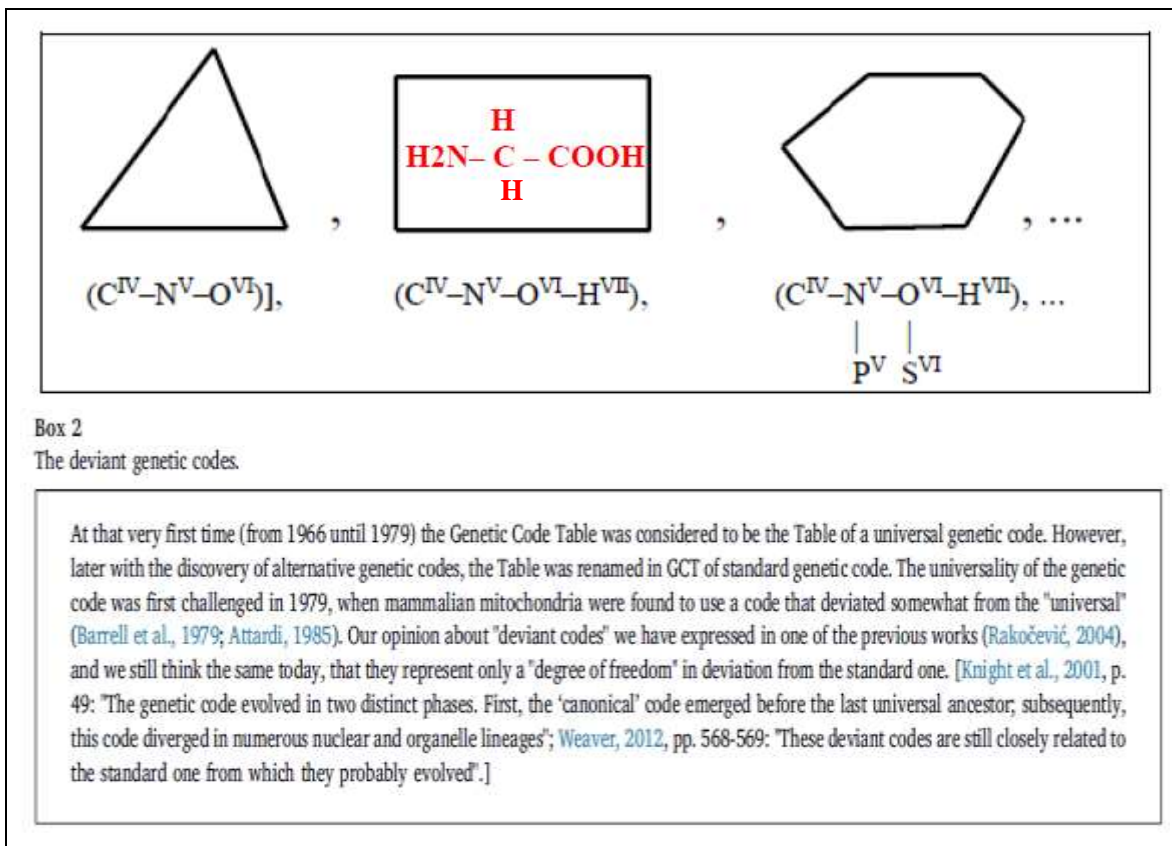 H
H2N– C – COOH
H
, , , ...
(C^IV–N^V–O^VI)], (C^IV–N^V–O^VI–H^VII), (C^IV–N^V–O^VI–H^VII), ...
| |
P^V S^VI
Box 2
The deviant genetic codes.
At that very first time (from 1966 until 1979) the Genetic Code Table was considered to be the Table of a universal genetic code. However,
later with the discovery of alternative genetic codes, the Table was renamed in GCT of standard genetic code. The universality of the genetic
code was first challenged in 1979, when mammalian mitochondria were found to use a code that deviated somewhat from the "universal"
(Barrell et al., 1979; Attardi, 1985). Our opinion about "deviant codes" we have expressed in one of the previous works (Rakočević, 2004),
and we still think the same today, that they represent only a "degree of freedom" in deviation from the standard one. [Knight et al., 2001, p.
49: "The genetic code evolved in two distinct phases. First, the 'canonical' code emerged before the last universal ancestor; subsequently,
this code diverged in numerous nuclear and organelle lineages"; Weaver, 2012, pp. 568-569: "These deviant codes are still closely related to
the standard one from which they probably evolved".]